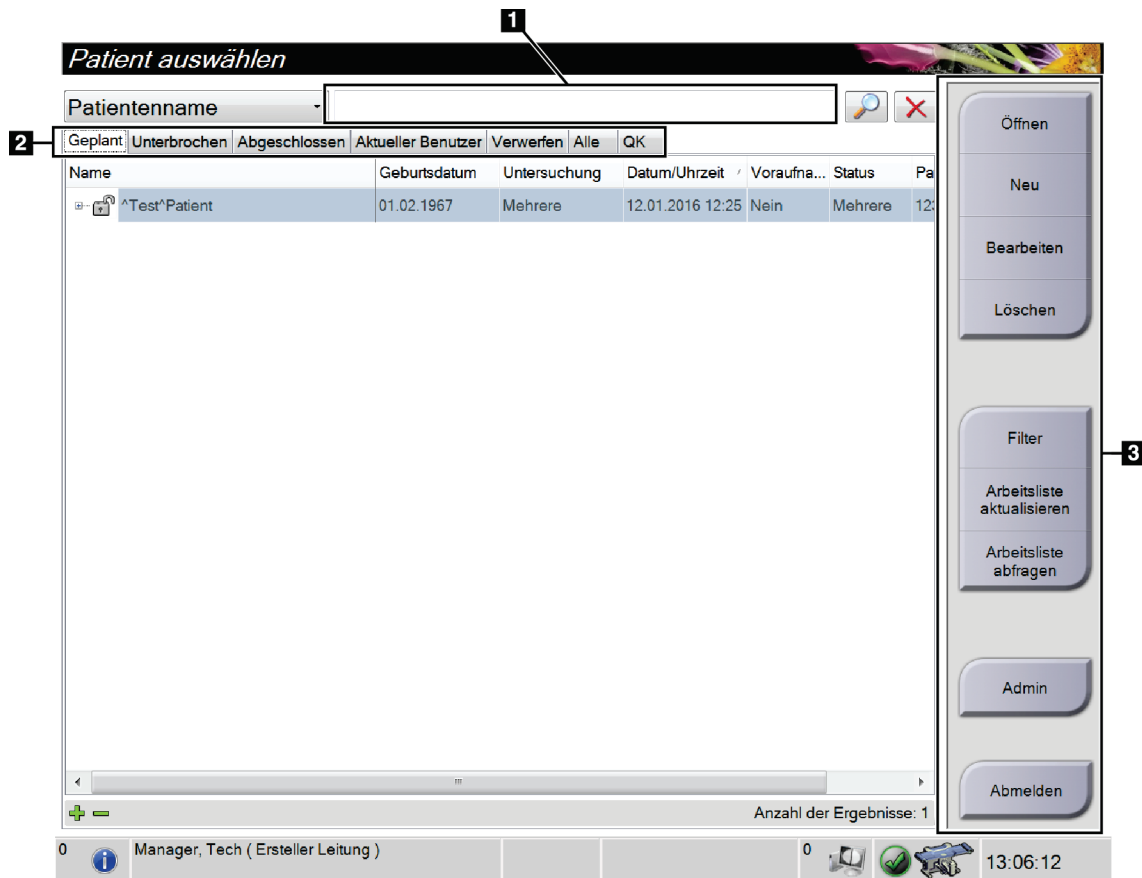 1
Patient auswählen
Patientenname
2
Geplant Unterbrochen Abgeschlossen Aktueller Benutzer Verwerfen Alle QK
Name Geburtsdatum Untersuchung Datum/Uhrzeit Voraufna... Status Pa
^Test^Patient 01.02.1967 Mehrere 12.01.2016 12:25 Nein Mehrere 123
Öffnen
Neu
Bearbeiten
Löschen
Filter
3
Arbeitsliste
aktualisieren
Arbeitsliste
abfragen
Admin
Abmelden
Anzahl der Ergebnisse: 1
0 Manager, Tech ( Ersteller Leitung ) 0 13:06:12